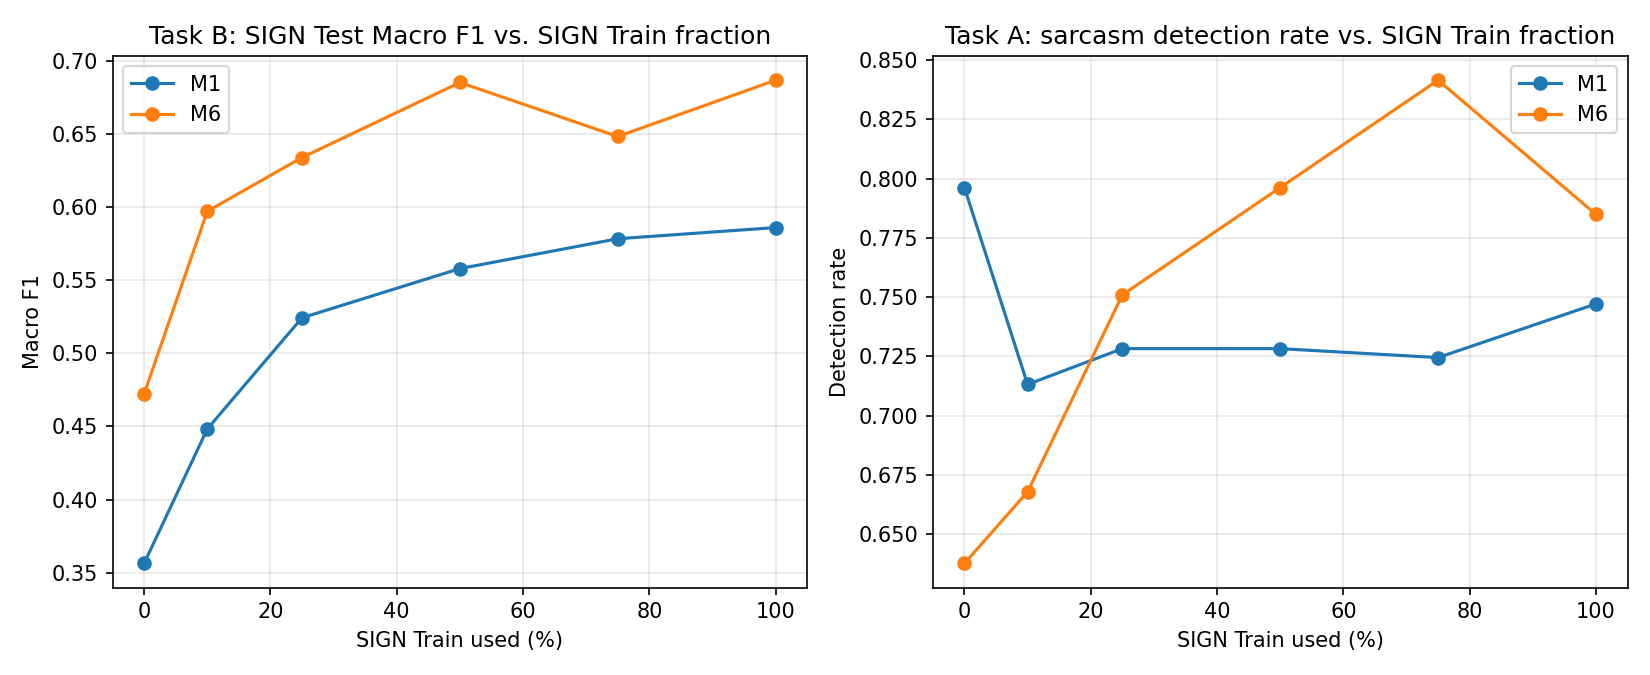 Task B: SIGN Test Macro F1 vs. SIGN Train fraction
M1
M6
0.70
0.65
0.60
0.55
0.50
0.45
0.40
0.35
Macro F1
0 20 40 60 80 100
SIGN Train used (%)
Task A: sarcasm detection rate vs. SIGN Train fraction
M1
M6
0.850
0.825
0.800
0.775
0.750
0.725
0.700
0.675
0.650
Detection rate
0 20 40 60 80 100
SIGN Train used (%)